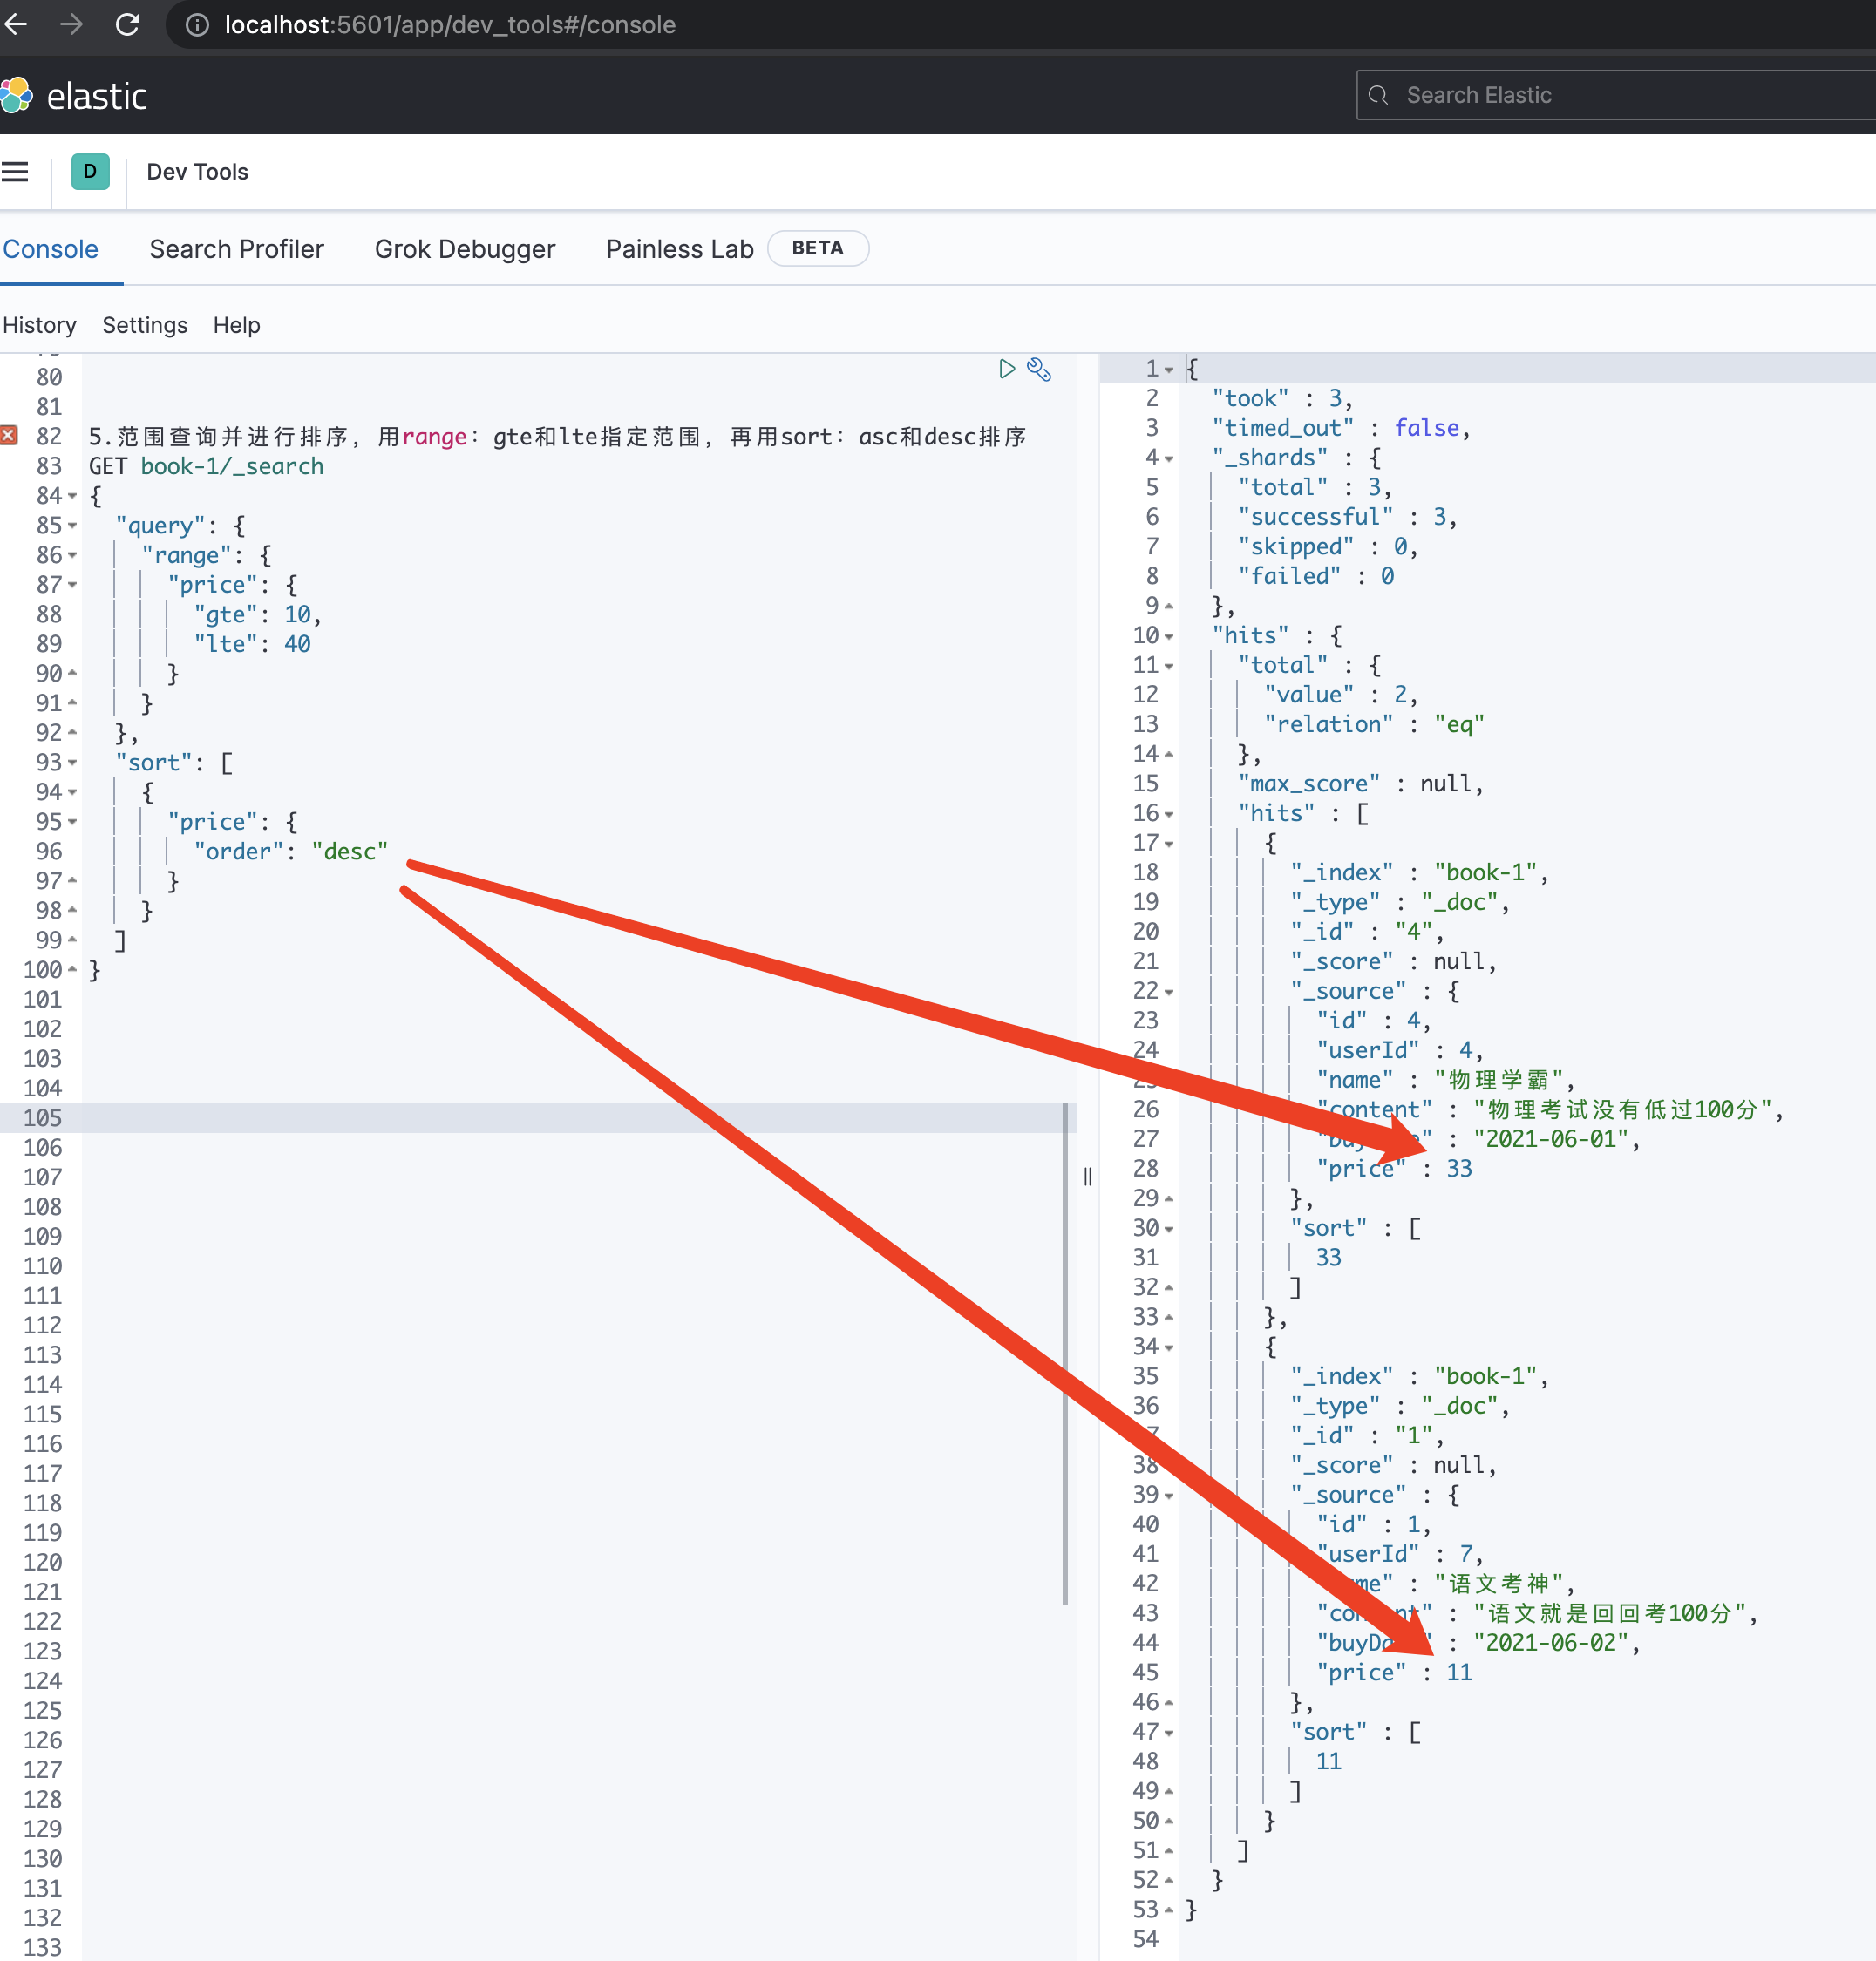 localhost:5601/app/dev_tools#/console
elastic
Search Elastic
D
Dev Tools
Console Search Profiler Grok Debugger Painless Lab BETA
History Settings Help
80
81
82 5.范围查询并进行排序，用range：gte和lte指定范围，再用sort：asc和desc排序
83 GET book-1/_search
84 {
85 "query": {
86 "range": {
87 "price": {
88 "gte": 10,
89 "lte": 40
90 }
91 }
92 },
93 "sort": [
94 {
95 "price": {
96 "order": "desc"
97 }
98 }
99 ]
100 }
101
102
103
104
105
106
107
108
109
110
111
112
113
114
115
116
117
118
119
120
121
122
123
124
125
126
127
128
129
130
131
132
133
1 {
2 "took" : 3,
3 "timed_out" : false,
4 "_shards" : {
5 "total" : 3,
6 "successful" : 3,
7 "skipped" : 0,
8 "failed" : 0
9 },
10 "hits" : {
11 "total" : {
12 "value" : 2,
13 "relation" : "eq"
14 },
15 "max_score" : null,
16 "hits" : [
17 {
18 "_index" : "book-1",
19 "_type" : "_doc",
20 "_id" : "4",
21 "_score" : null,
22 "_source" : {
23 "id" : 4,
24 "userId" : 4,
25 "name" : "物理学霸",
26 "content" : "物理考试没有低过100分",
27 : "2021-06-01",
28 "price" : 33
29 },
30 "sort" : [
31 33
32 ]
33 },
34 {
35 "_index" : "book-1",
36 "_type" : "_doc",
"_id" : "1",
38 "_score" : null,
39 "_source" : {
40 "id" : 1,
41 "userId" : 7,
42 : "语文考神",
43 : "语文就是回回考100分",
44 : "2021-06-02",
45 "price" : 11
46 },
47 "sort" : [
48 11
49 ]
50 }
51 ]
52 }
53 }
54